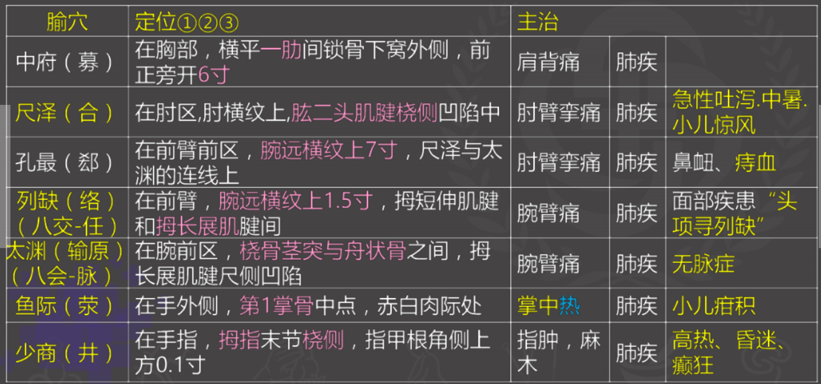 腧穴 定位①②③ 主治
中府（募） 在胸部，横平一肋间锁骨下窝外侧，前
正旁开6寸 肩背痛 肺疾
尺泽（合） 在肘区,肘横纹上,肱二头肌腱桡侧凹陷中 肘臂挛痛 肺疾 急性吐泻.中暑.
小儿惊风
孔最（郄） 在前臂前区，腕远横纹上7寸，尺泽与太
渊的连线上 肘臂挛痛 肺疾 鼻衄、痔血
列缺（络）
（八交-任） 在前臂，腕远横纹上1.5寸，拇短伸肌腱
和拇长展肌腱间 腕臂痛 肺疾 面部疾患“头
项寻列缺”
太渊（输原）
（八会-脉） 在腕前区，桡骨茎突与舟状骨之间，拇
长展肌腱尺侧凹陷 腕臂痛 肺疾 无脉症
鱼际（荥） 在手外侧，第1掌骨中点，赤白肉际处 掌中热 肺疾 小儿疳积
少商（井） 在手指，拇指末节桡侧，指甲根角侧上
方0.1寸 指肿，麻
木 肺疾 高热、昏迷、
癫狂